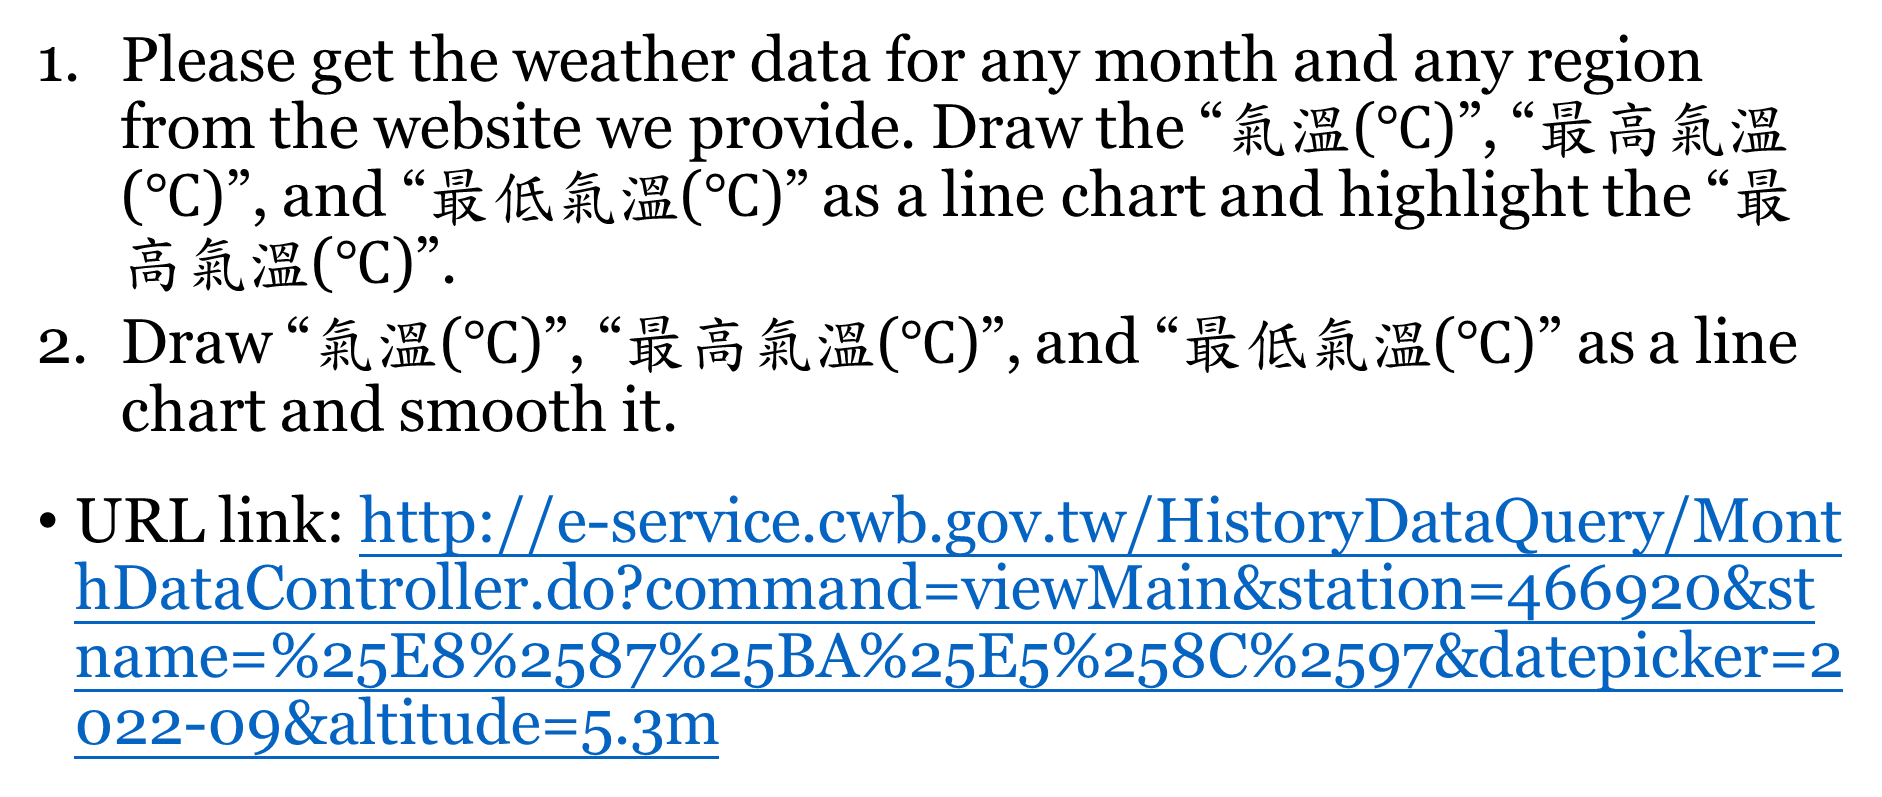 1. Please get the weather data for any month and any region
from the website we provide. Draw the “氣溫(℃)”, “最高氣溫
(℃)”, and “最低氣溫(℃)” as a line chart and highlight the “最
高氣溫(℃)”.
2. Draw “氣溫(℃)”, “最高氣溫(℃)”, and “最低氣溫(℃)” as a line
chart and smooth it.
• URL link: http://e-service.cwb.gov.tw/HistoryDataQuery/Mont
hDataController.do?command=viewMain&station=466920&st
name=%25E8%2587%25BA%25E5%258C%2597&datepicker=2
022-09&altitude=5.3m